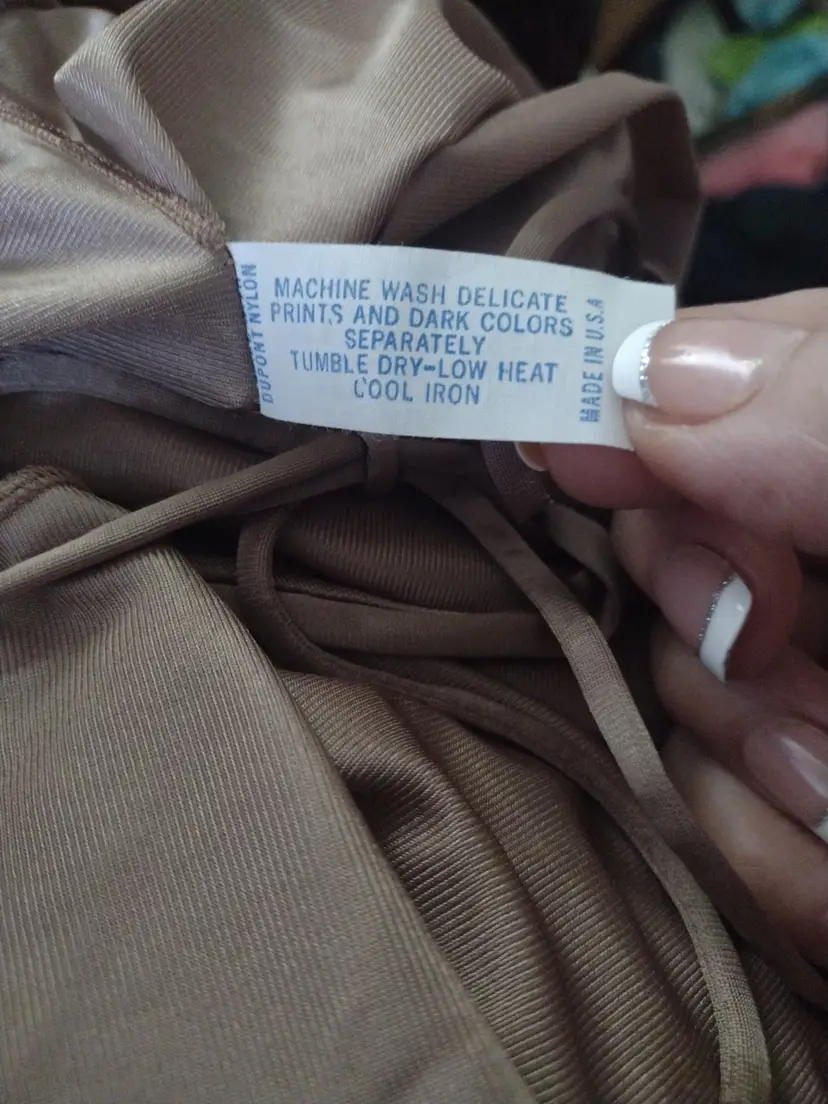 DUPONT NYLON
MACHINE WASH DELICATE
PRINTS AND DARK COLORS
SEPARATELY
TUMBLE DRY-LOW HEAT
COOL IRON
MADE IN U.S.A